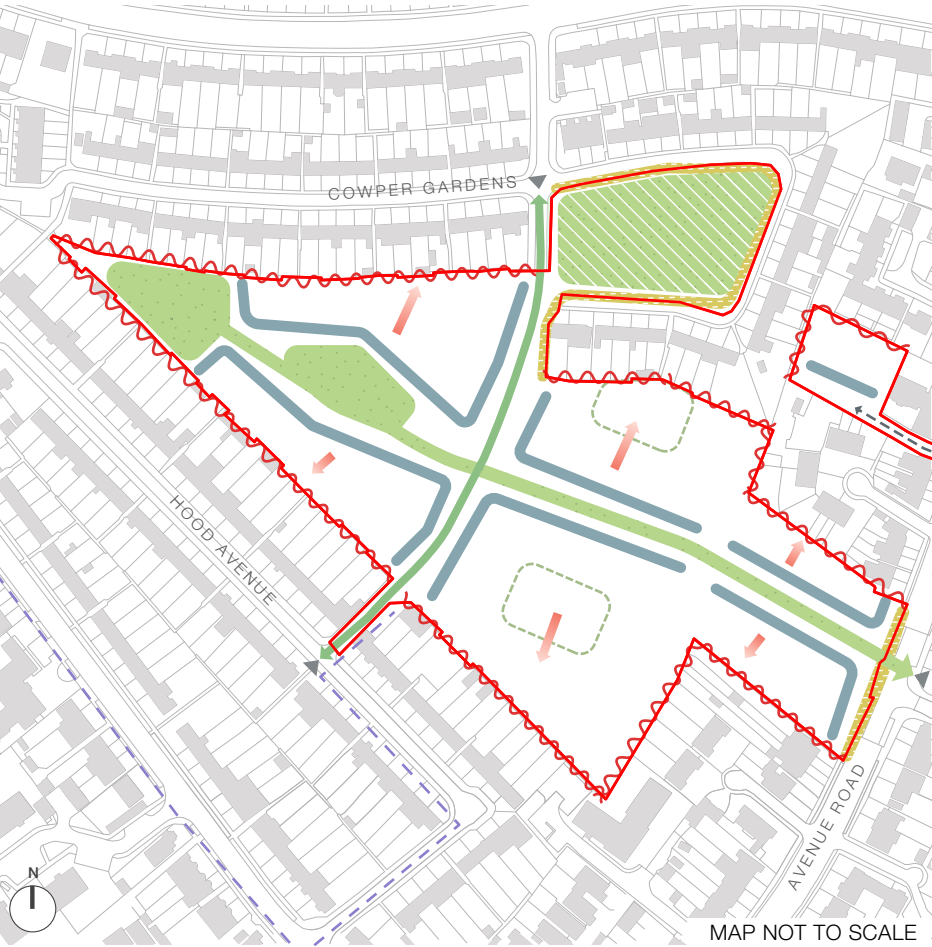 COWPER GARDENS
HOOD AVENUE
AVENUE ROAD
N
MAP NOT TO SCALE